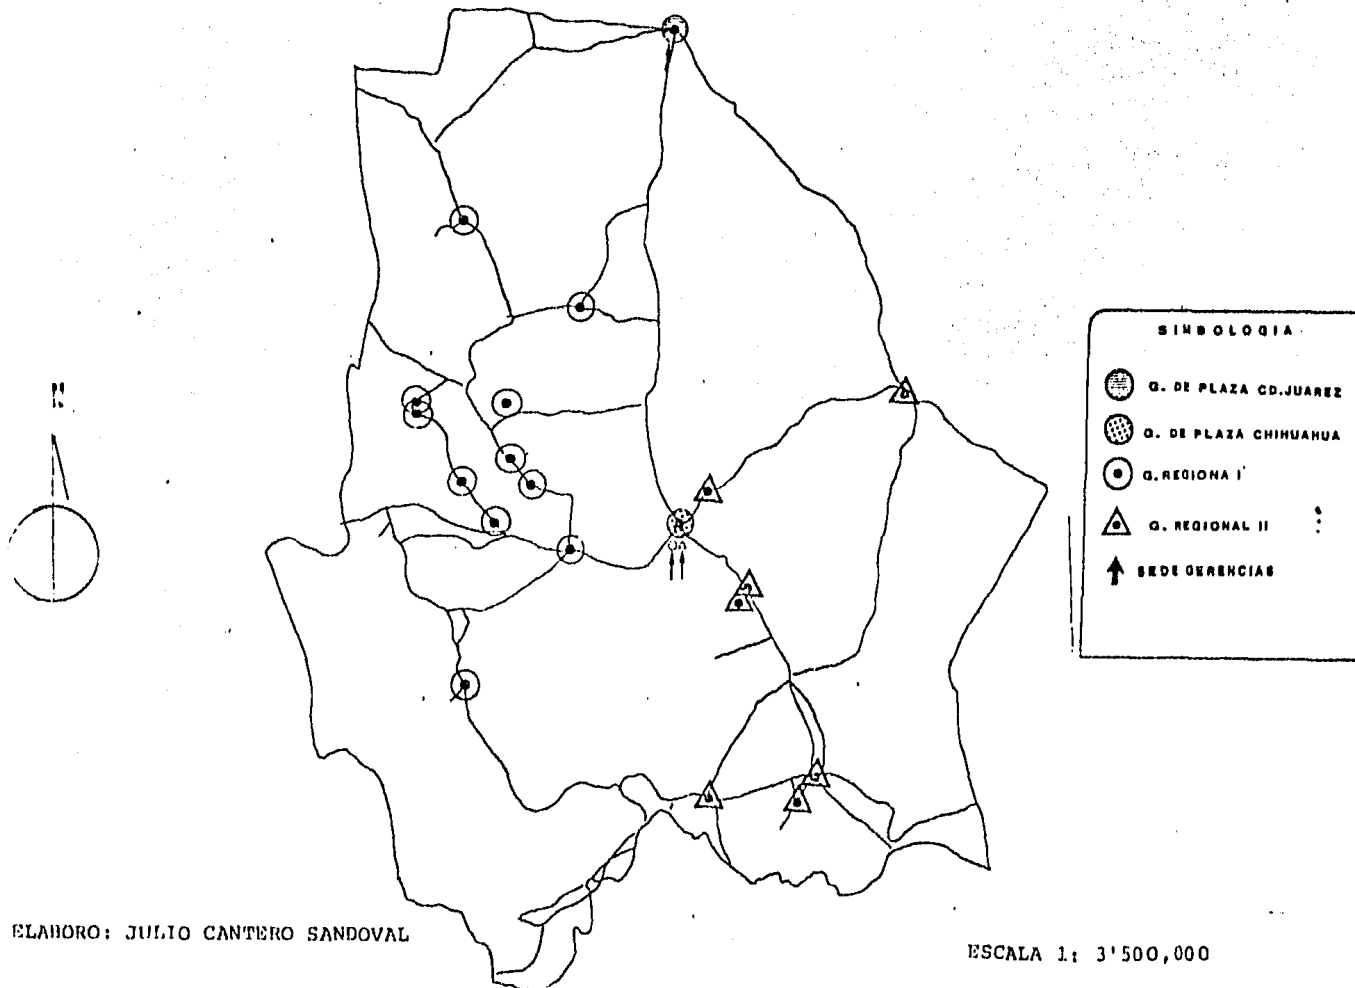 N
SIMBOLOGIA
G. DE PLAZA CD.JUAREZ
G. DE PLAZA CHIHUAHUA
G.REGIONA I
G. REGIONAL II
SEDE GERENCIAS
ELABORO: JULIO CANTERO SANDOVAL
ESCALA 1: 3'500,000